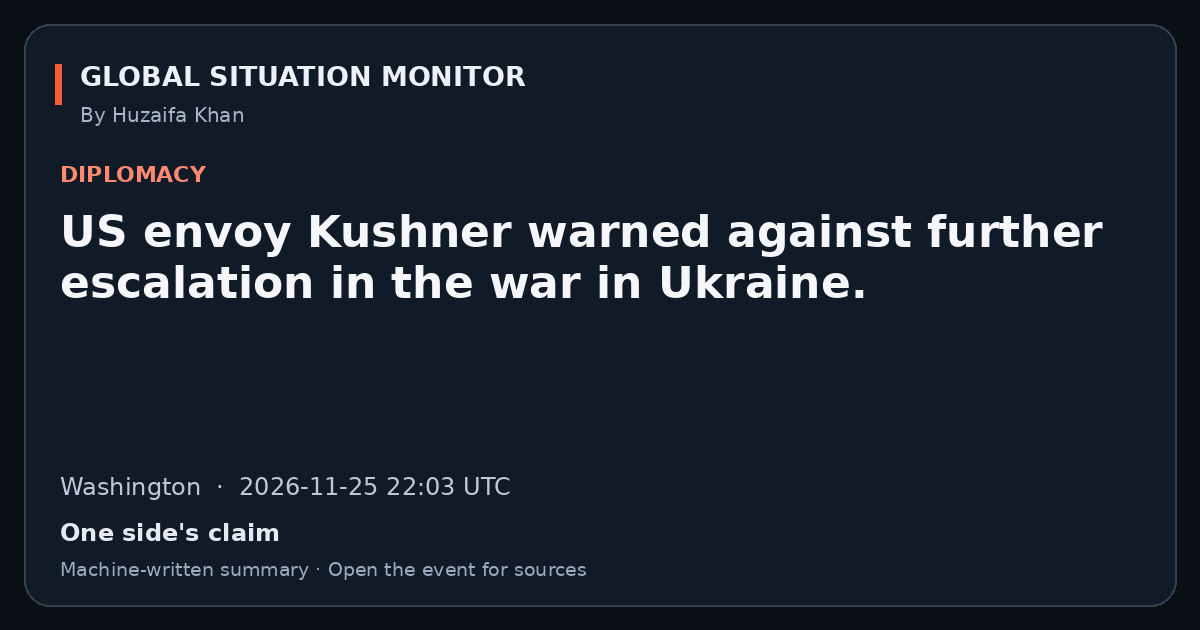 GLOBAL SITUATION MONITOR
By Huzaifa Khan
DIPLOMACY
US envoy Kushner warned against further
escalation in the war in Ukraine.
Washington · 2026-11-25 22:03 UTC
One side's claim
Machine-written summary · Open the event for sources